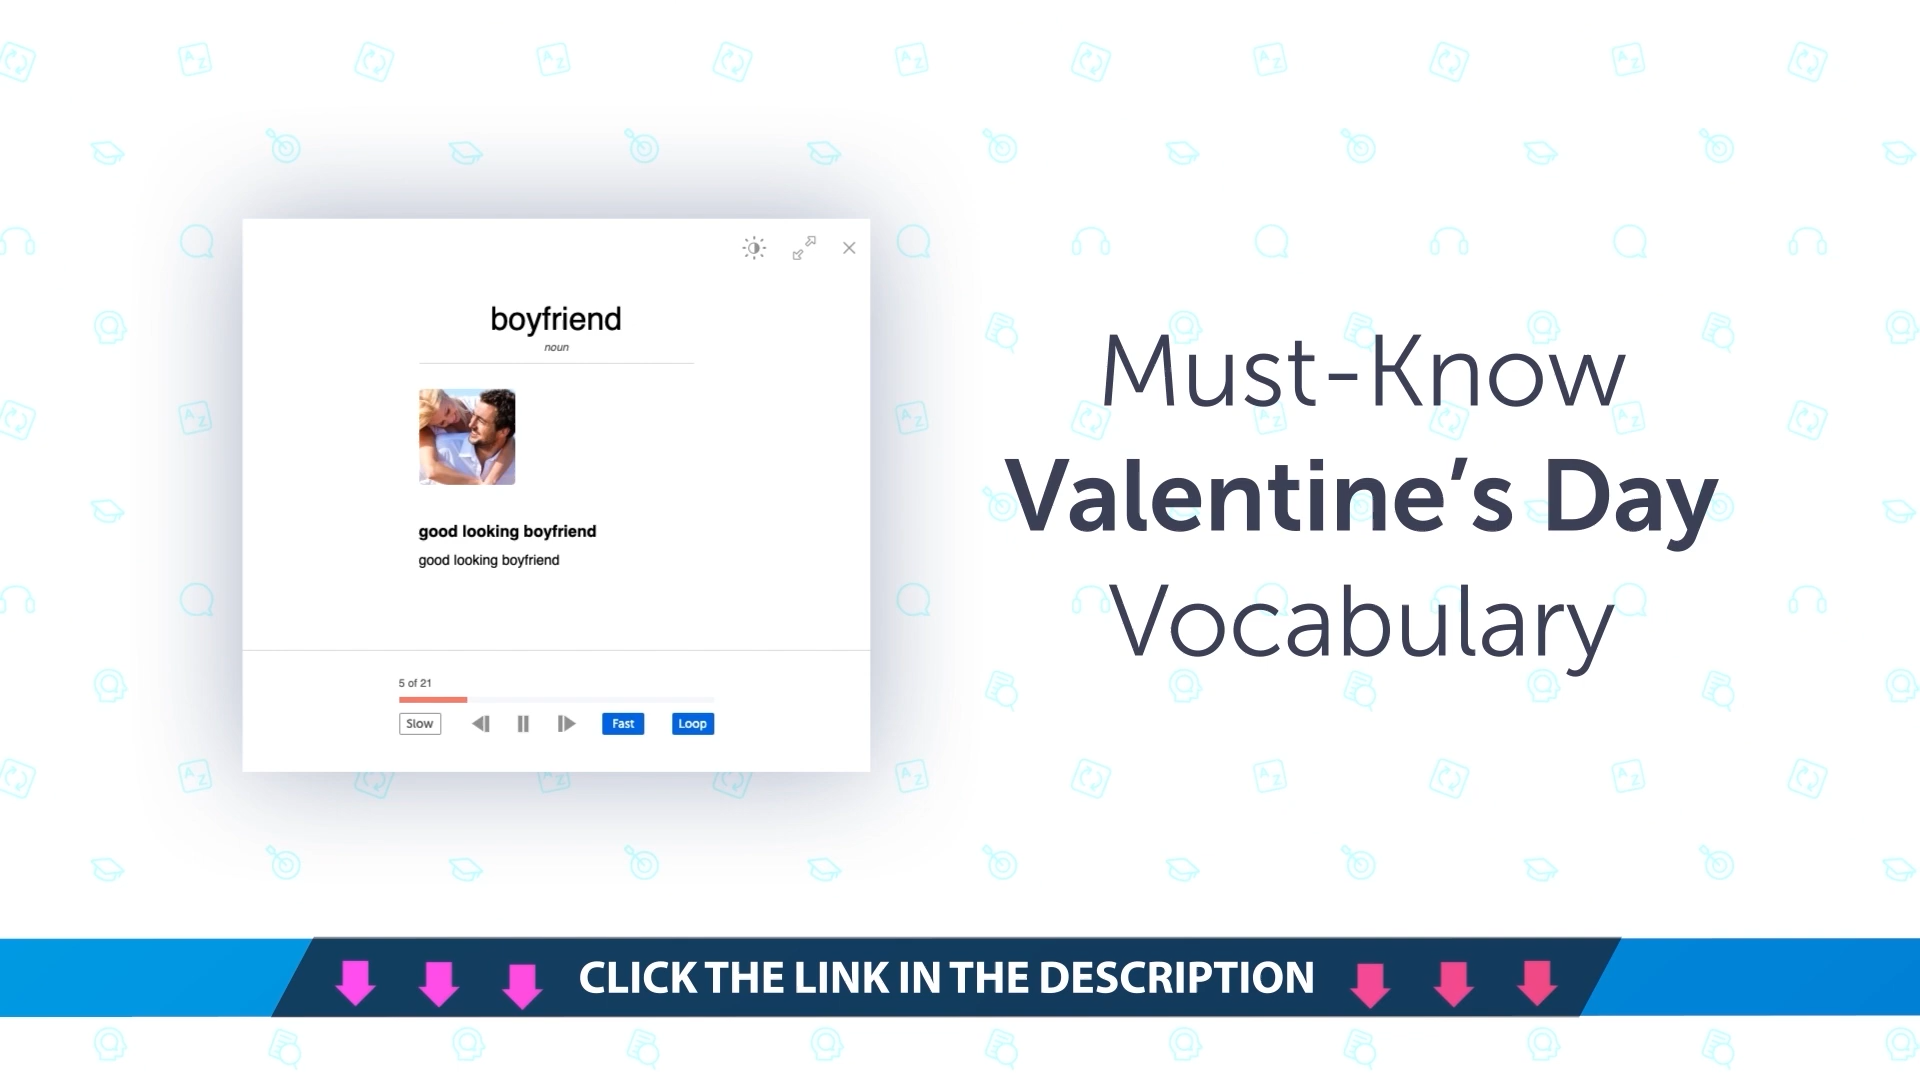 boyfriend
noun
good looking boyfriend
good looking boyfriend
5 of 21
Slow
Fast
Loop
Must-Know
Valentine’s Day
Vocabulary
CLICK THE LINK IN THE DESCRIPTION